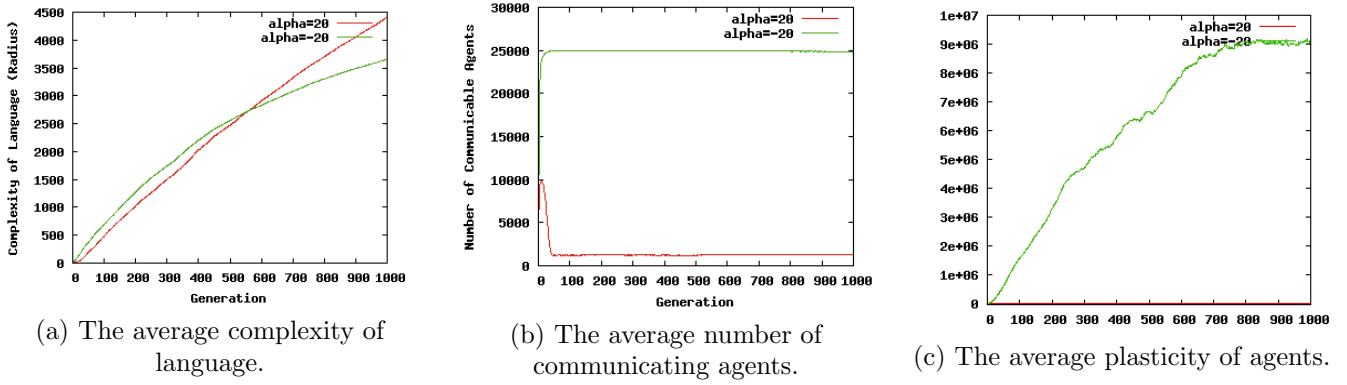 Complexity of Language (Radius)
4500
4000
3500
3000
2500
2000
1500
1000
500
0
alpha=20
alpha=-20
0 100 200 300 400 500 600 700 800 900 1000
Generation
(a) The average complexity of
language.
Number of Communicable Agents
30000
25000
20000
15000
10000
5000
0
alpha=20
alpha=-20
0 100 200 300 400 500 600 700 800 900 1000
Generation
(b) The average number of
communicating agents.
1e+07
9e+06
8e+06
7e+06
6e+06
5e+06
4e+06
3e+06
2e+06
1e+06
0
alpha=20
alpha=-20
0 100 200 300 400 500 600 700 800 900 1000
(c) The average plasticity of agents.